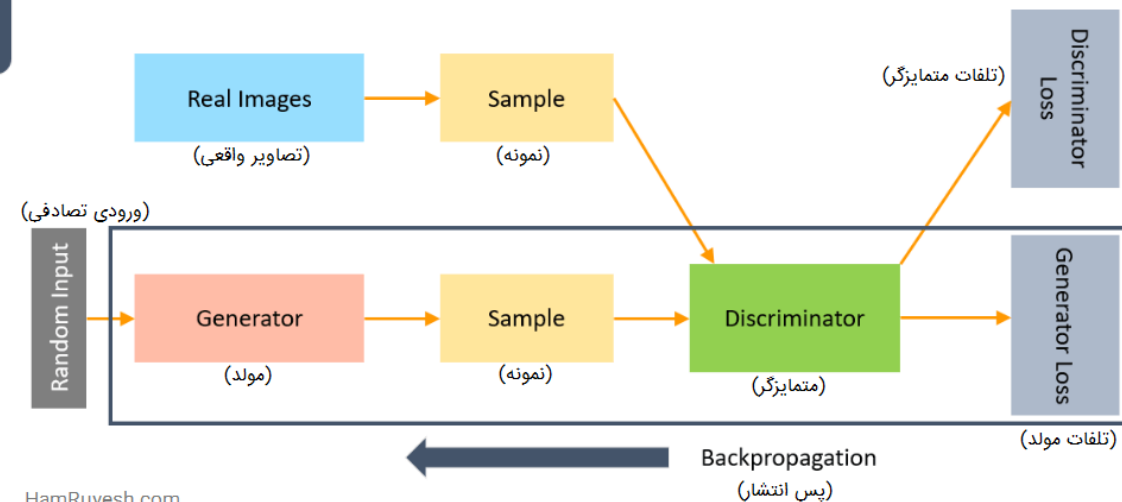 Real Images
(تصاویر واقعی)
Sample
(نمونه)
(تلفات متمایزگر)
Discriminator
Loss
(ورودی تصادفی)
Random Input
Generator
(مولد)
Sample
(نمونه)
Discriminator
(متمایزگر)
Generator Loss
(تلفات مولد)
Backpropagation
(پس انتشار)
HamRuyesh.com